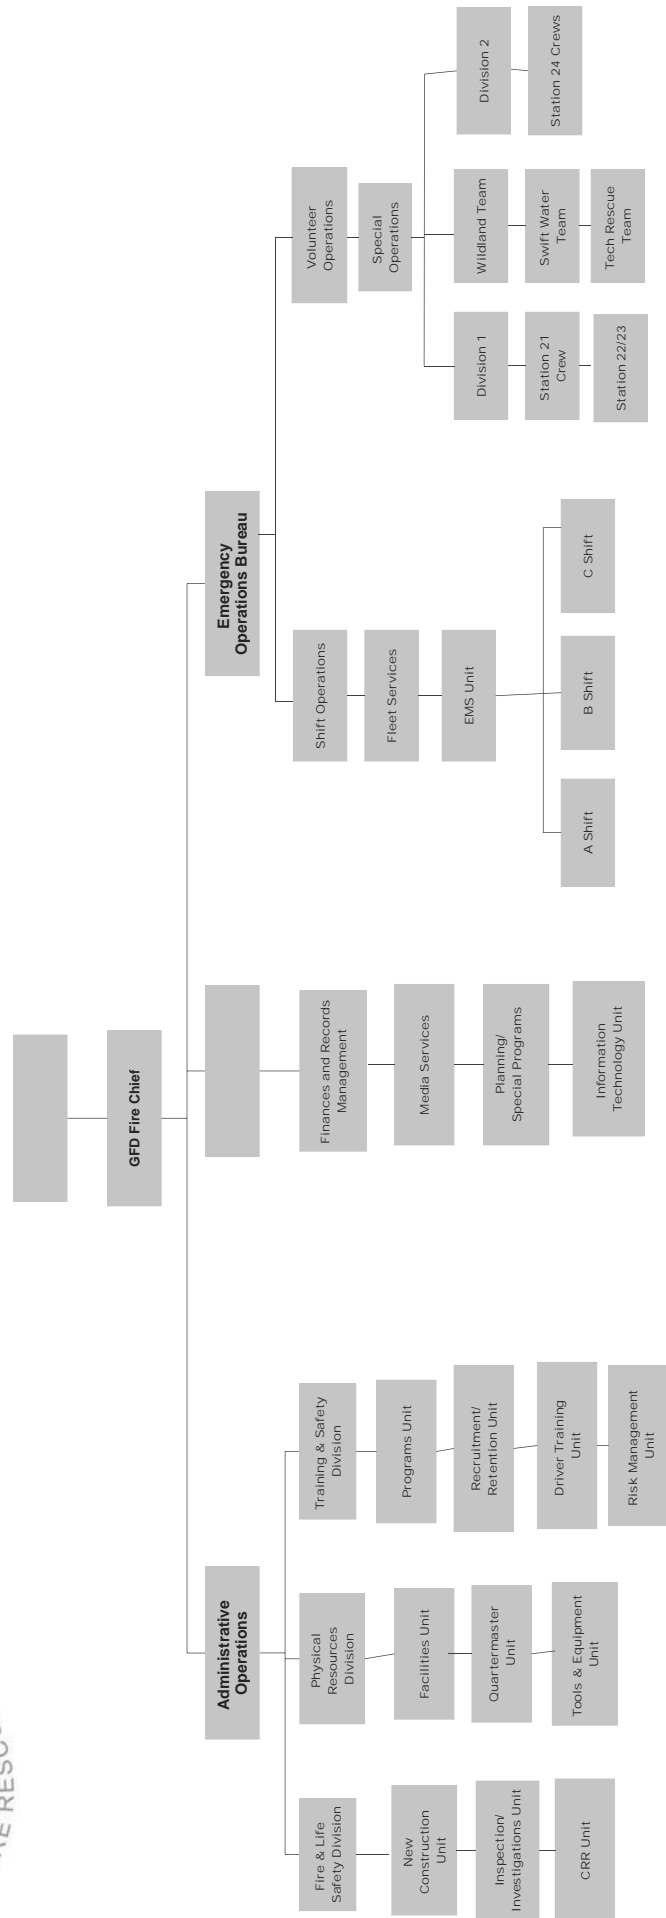 GFD Fire Chief
Administrative
Operations
Emergency
Operations Bureau
Fire & Life
Safety Division
New
Construction
Unit
Inspection/
Investigations Unit
CRR Unit
Physical
Resources
Division
Facilities Unit
Quartermaster
Unit
Tools & Equipment
Unit
Training & Safety
Division
Programs Unit
Recruitment/
Retention Unit
Driver Training
Unit
Risk Management
Unit
Finances and Records
Management
Media Services
Planning/
Special Programs
Information
Technology Unit
Shift Operations
Fleet Services
EMS Unit
A Shift
B Shift
C Shift
Volunteer
Operations
Special
Operations
Division 1
Station 21
Crew
Station 22/23
Wildland Team
Swift Water
Team
Tech Rescue
Team
Division 2
Station 24 Crews